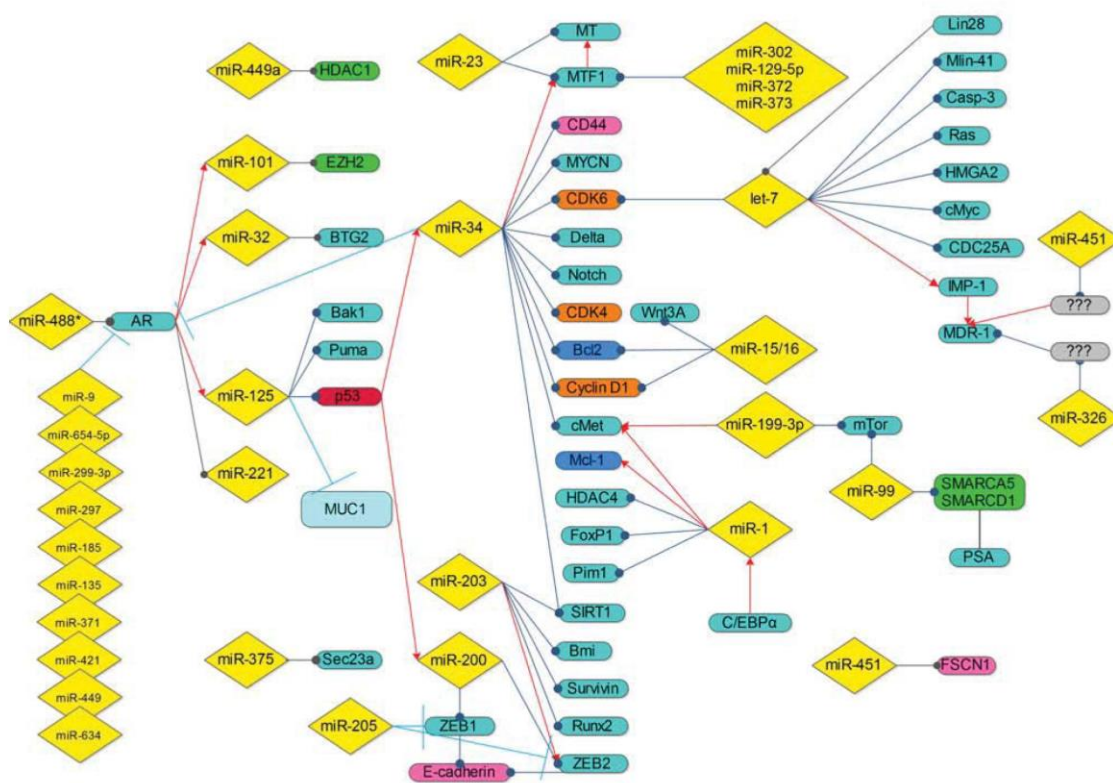 miR-449a
HDAC1
miR-101
EZH2
miR-32
BTG2
miR-488*
AR
miR-9
miR-654-5p
miR-299-3p
miR-297
miR-185
miR-135
miR-371
miR-421
miR-449
miR-634
miR-125
Bak1
Puma
p53
miR-221
MUC1
miR-375
Sec23a
miR-205
miR-203
miR-200
ZEB1
E-cadherin
miR-23
MT
MTF1
miR-302
miR-129-5p
miR-372
miR-373
miR-34
CD44
MYCN
CDK6
Delta
Notch
CDK4
Bcl2
Cyclin D1
cMet
Mcl-1
HDAC4
FoxP1
Pim1
SIRT1
Bmi
Survivin
Runx2
ZEB2
Wnt3A
miR-15/16
let-7
Lin28
Mlin-41
Casp-3
Ras
HMGA2
cMyc
CDC25A
IMP-1
MDR-1
miR-451
???
???
miR-326
miR-199-3p
mTor
miR-99
SMARCA5
SMARCD1
PSA
miR-1
C/EBPα
miR-451
FSCN1